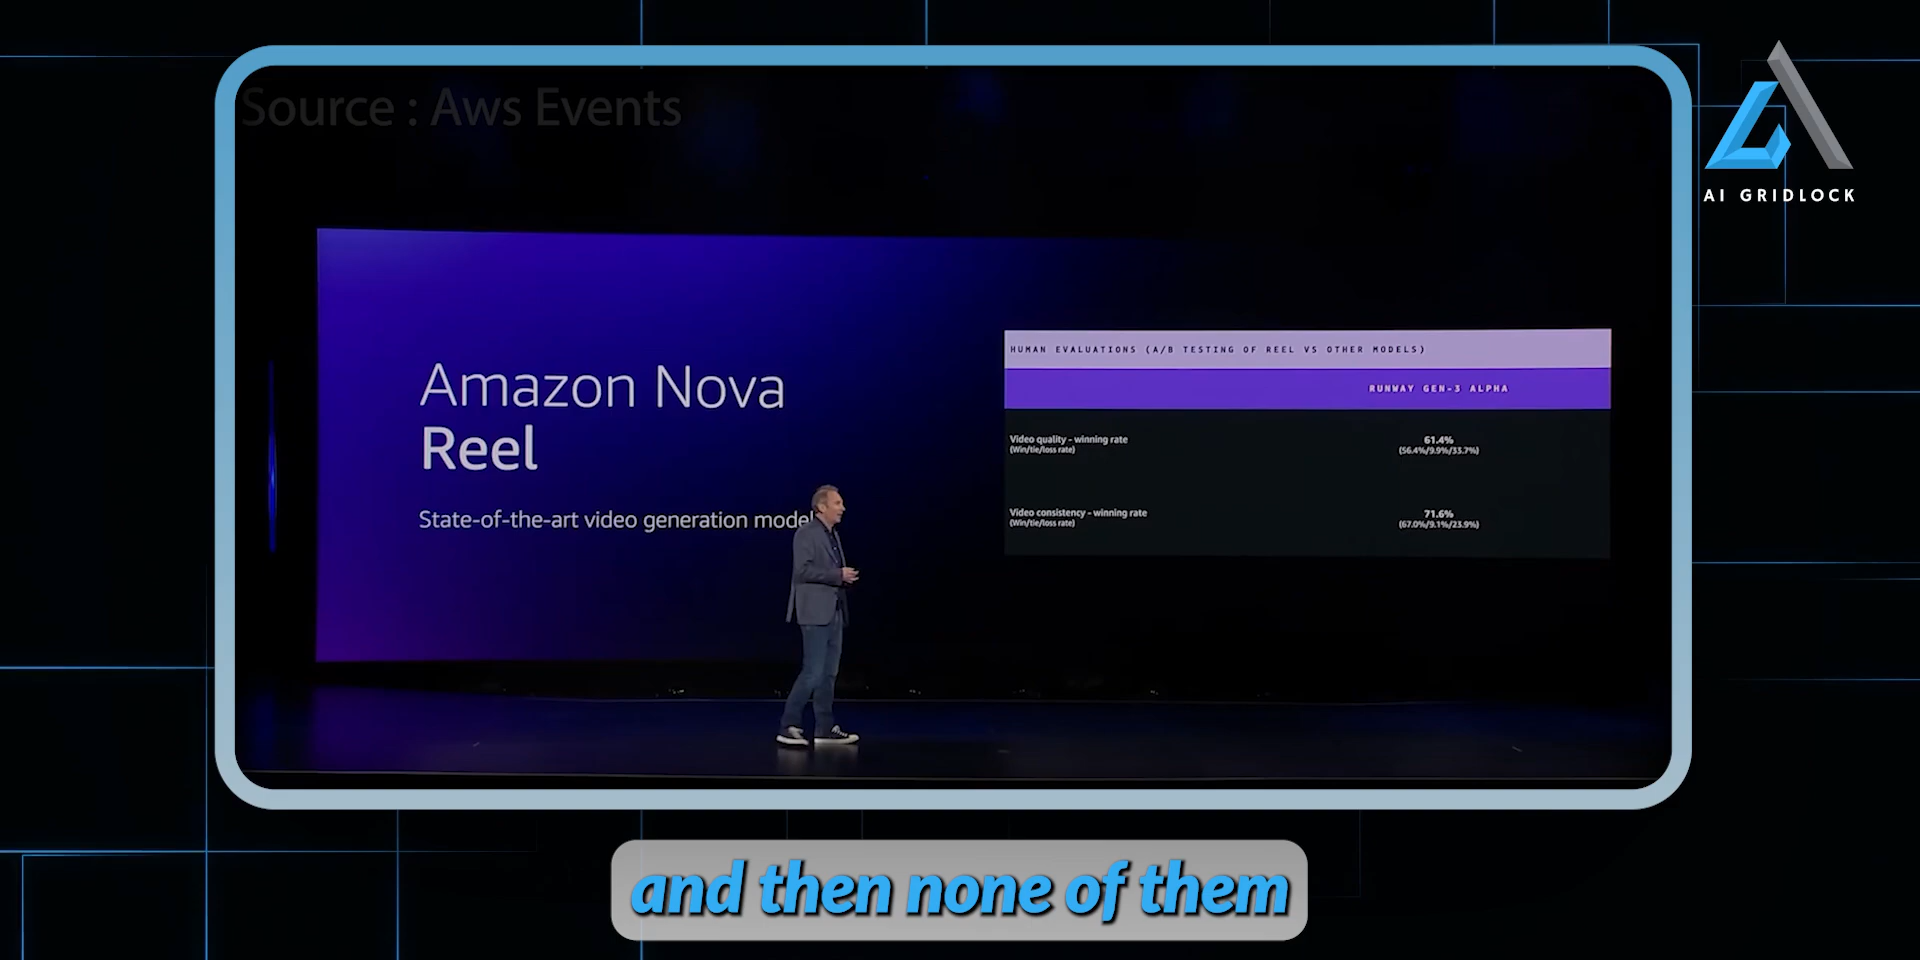 Source : Aws Events
AI GRIDLOCK
Amazon Nova
Reel
State-of-the-art video generation model
HUMAN EVALUATIONS (A/B TESTING OF REEL VS OTHER MODELS)
RUNWAY GEN-3 ALPHA
Video quality - winning rate
(Win/tie/loss rate)
61.4%
(56.4%/9.9%/33.7%)
Video consistency - winning rate
(Win/tie/loss rate)
71.6%
(67.0%/9.1%/23.9%)
and then none of them